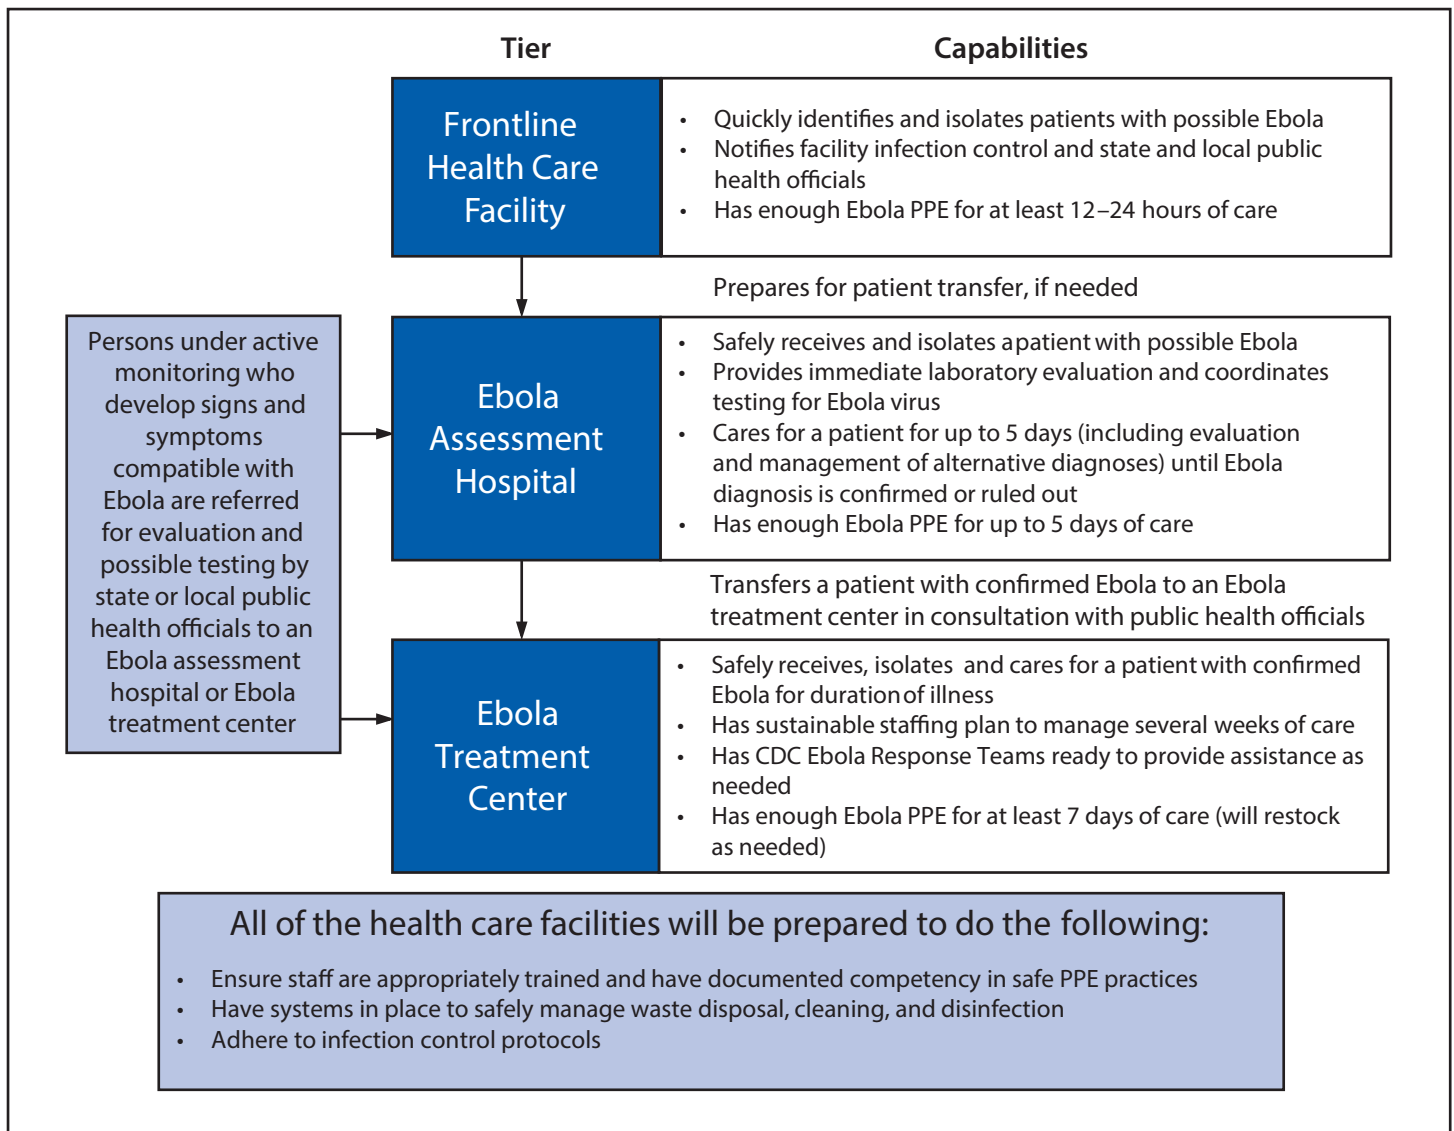 Tier
Capabilities
Frontline
Health Care
Facility
• Quickly identifies and isolates patients with possible Ebola
• Notifies facility infection control and state and local public
health officials
• Has enough Ebola PPE for at least 12–24 hours of care
Prepares for patient transfer, if needed
Persons under active
monitoring who
develop signs and
symptoms
compatible with
Ebola are referred
for evaluation and
possible testing by
state or local public
health officials to an
Ebola assessment
hospital or Ebola
treatment center
Ebola
Assessment
Hospital
• Safely receives and isolates a patient with possible Ebola
• Provides immediate laboratory evaluation and coordinates
testing for Ebola virus
• Cares for a patient for up to 5 days (including evaluation
and management of alternative diagnoses) until Ebola
diagnosis is confirmed or ruled out
• Has enough Ebola PPE for up to 5 days of care
Transfers a patient with confirmed Ebola to an Ebola
treatment center in consultation with public health officials
Ebola
Treatment
Center
• Safely receives, isolates and cares for a patient with confirmed
Ebola for duration of illness
• Has sustainable staffing plan to manage several weeks of care
• Has CDC Ebola Response Teams ready to provide assistance as
needed
• Has enough Ebola PPE for at least 7 days of care (will restock
as needed)
All of the health care facilities will be prepared to do the following:
• Ensure staff are appropriately trained and have documented competency in safe PPE practices
• Have systems in place to safely manage waste disposal, cleaning, and disinfection
• Adhere to infection control protocols